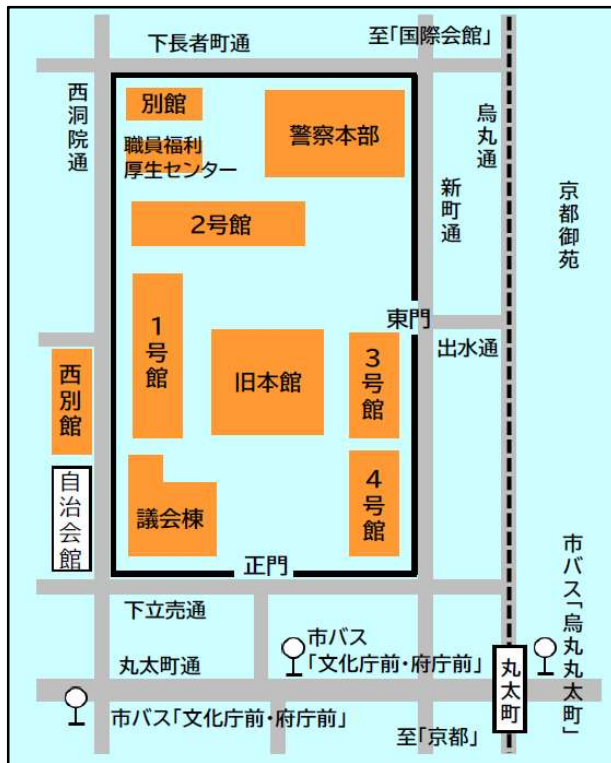 下長者町通
至「国際会館」
西洞院通
別館
職員福利
厚生センター
警察本部
烏丸通
新町通
京都御苑
2号館
1号館
旧本館
東門
出水通
3号館
西別館
自治会館
議会棟
4号館
正門
下立売通
市バス「烏丸丸太町」
市バス
「文化庁前・府庁前」
丸太町通
丸太町
市バス「文化庁前・府庁前」
至「京都」